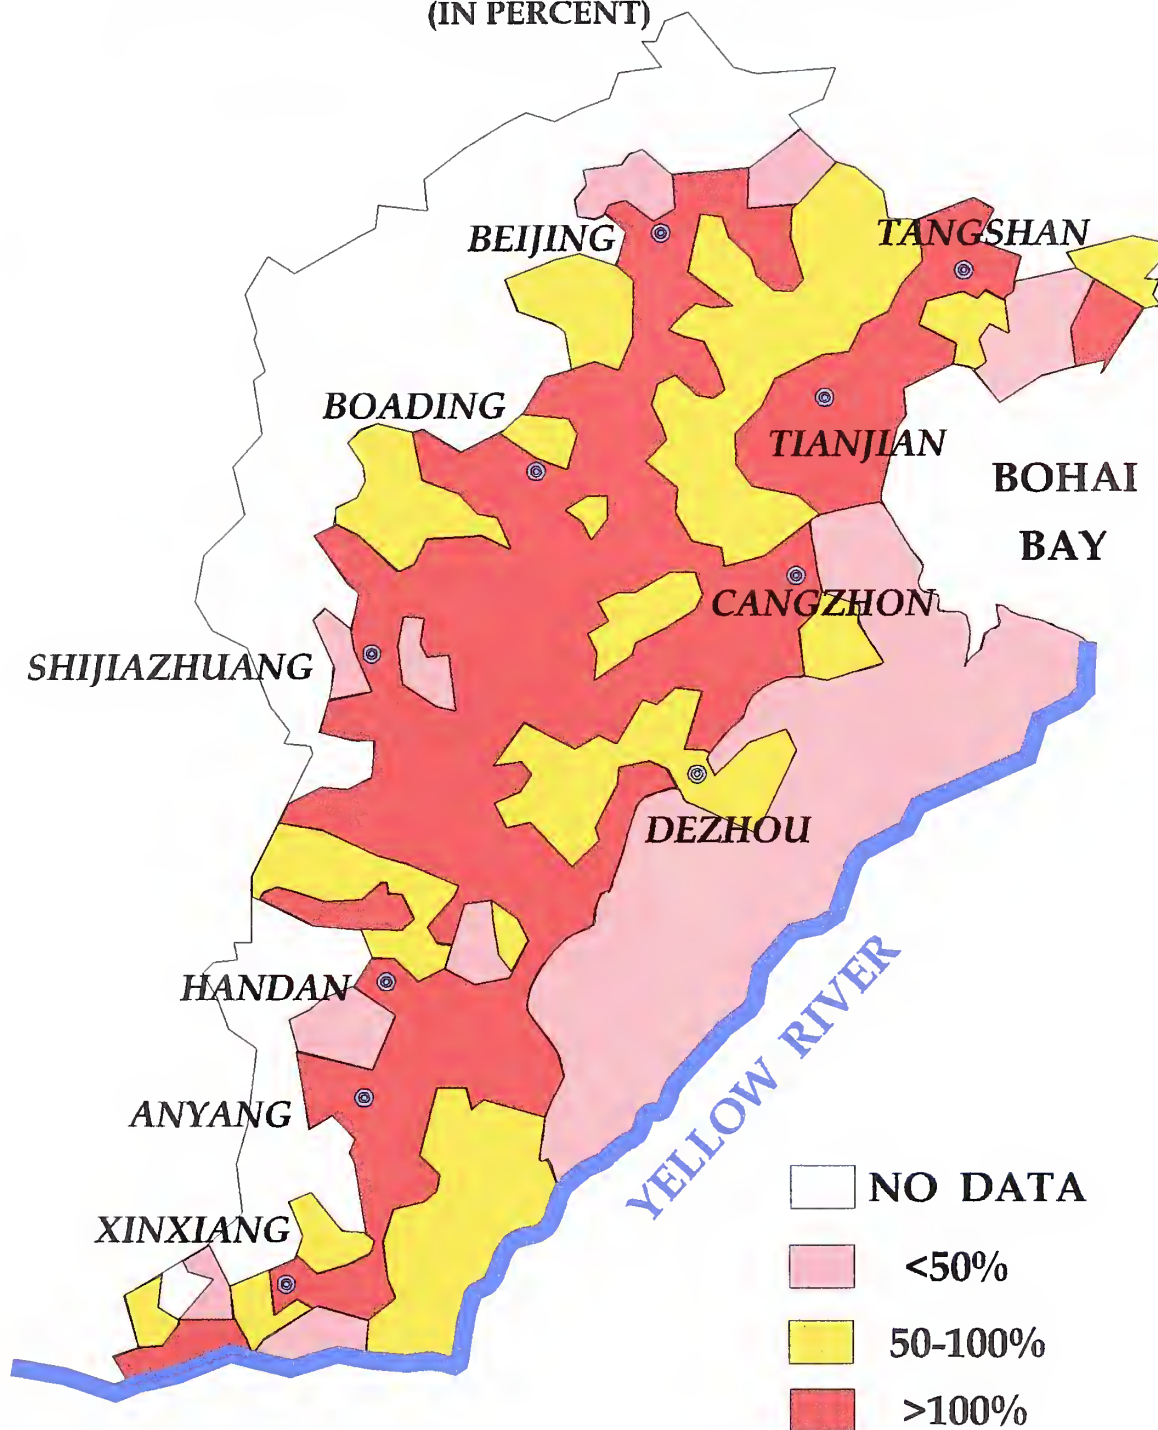 (IN PERCENT)
BEIJING
TANGSHAN
BOADING
TIANJIAN
BOHAI
BAY
CANGZHON
SHIJIAZHUANG
DEZHOU
HANDAN
YELLOW RIVER
ANYANG
XINXIANG
NO DATA
<50%
50-100%
>100%